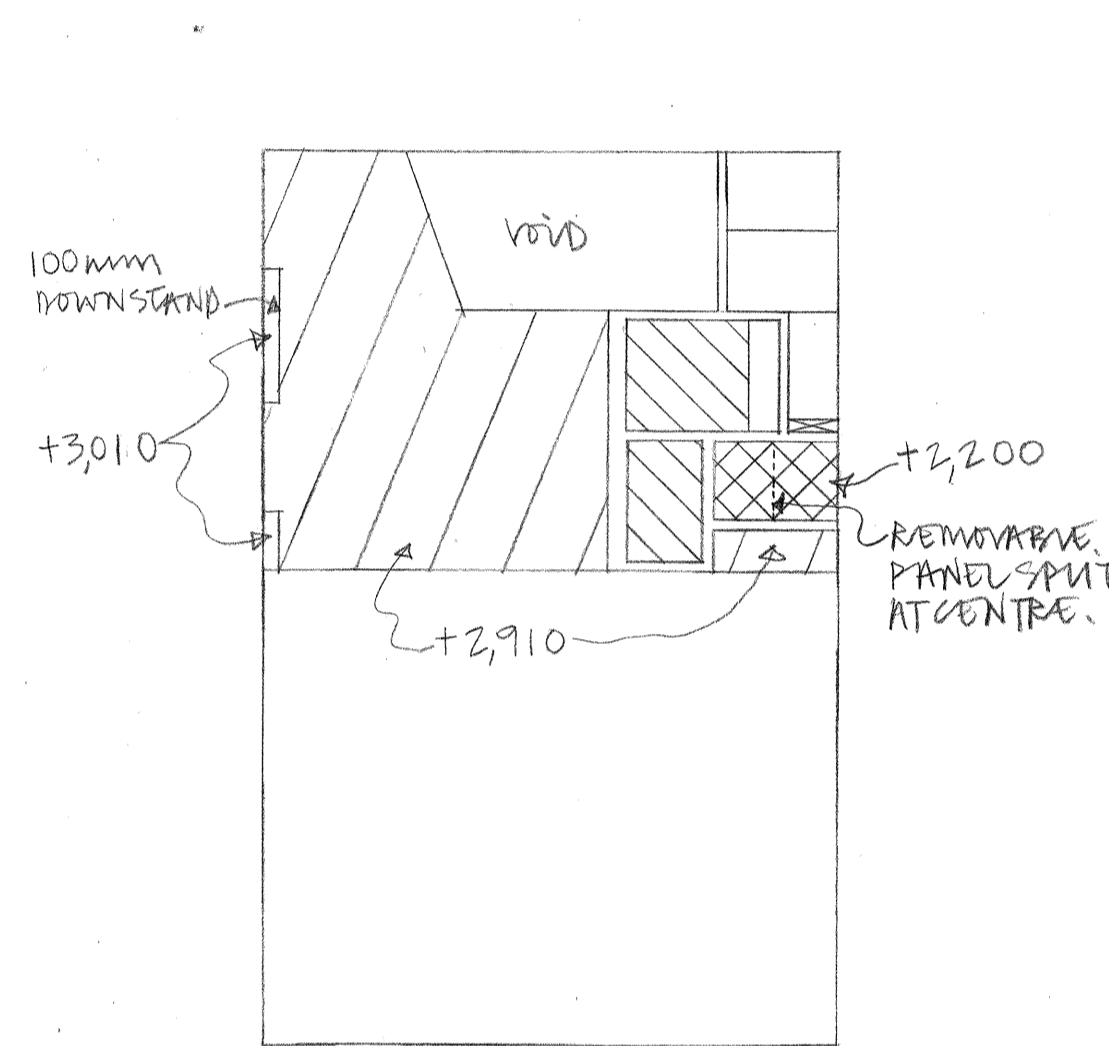 VOID
100mm
DOWNSTAND
+3,010
+2,200
REMOVABLE
PANEL SPLIT
AT CENTRE.
+2,910